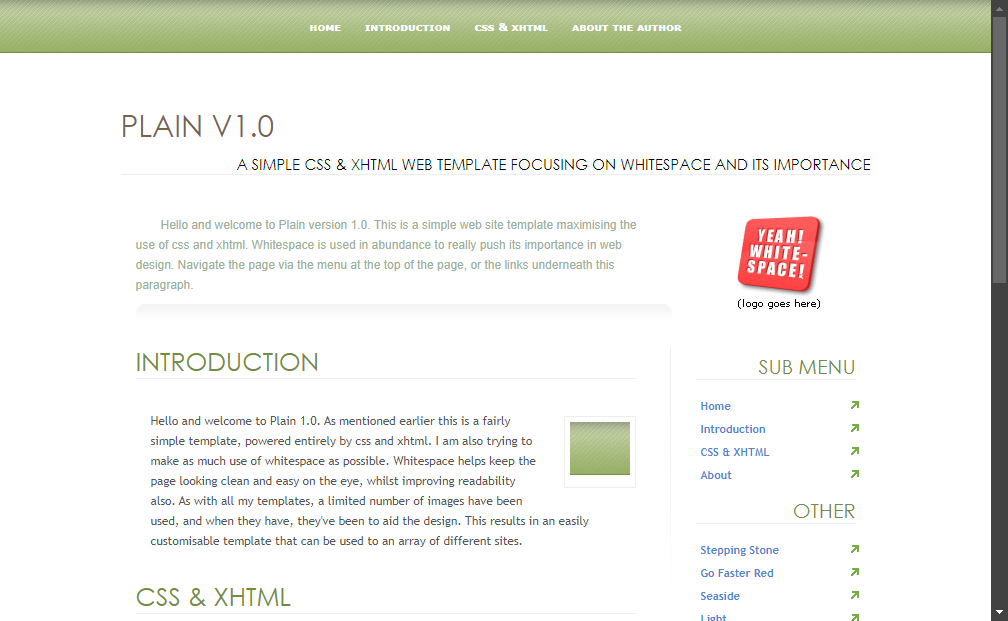 HOME INTRODUCTION CSS & XHTML ABOUT THE AUTHOR
PLAIN V1.0
A SIMPLE CSS & XHTML WEB TEMPLATE FOCUSING ON WHITESPACE AND ITS IMPORTANCE
Hello and welcome to Plain version 1.0. This is a simple web site template maximising the
use of css and xhtml. Whitespace is used in abundance to really push its importance in web
design. Navigate the page via the menu at the top of the page, or the links underneath this
paragraph.
YEAH!
WHITE-
SPACE!
(logo goes here)
INTRODUCTION
Hello and welcome to Plain 1.0. As mentioned earlier this is a fairly
simple template, powered entirely by css and xhtml. I am also trying to
make as much use of whitespace as possible. Whitespace helps keep the
page looking clean and easy on the eye, whilst improving readability
also. As with all my templates, a limited number of images have been
used, and when they have, they've been to aid the design. This results in an easily
customisable template that can be used to an array of different sites.
CSS & XHTML
SUB MENU
Home
Introduction
CSS & XHTML
About
OTHER
Stepping Stone
Go Faster Red
Seaside
Light